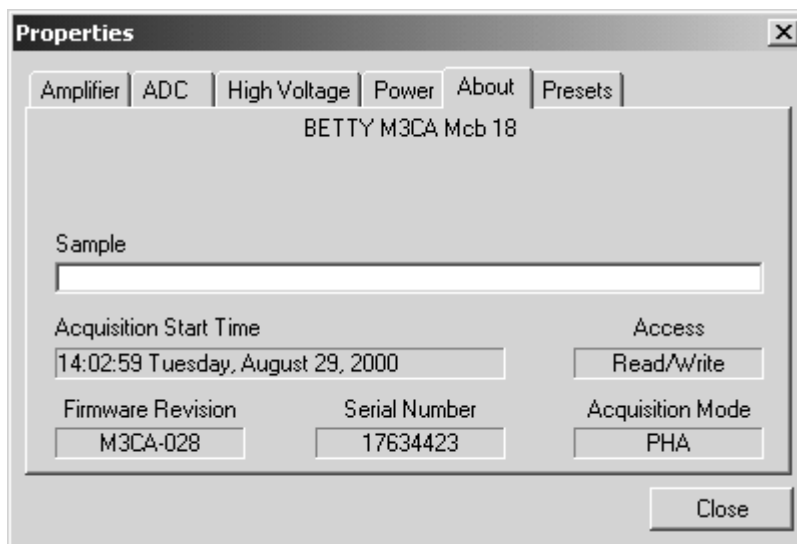 Properties
Amplifier ADC High Voltage Power About Presets
BETTY M3CA Mcb 18
Sample
Acquisition Start Time Access
14:02:59 Tuesday, August 29, 2000 Read/Write
Firmware Revision Serial Number Acquisition Mode
M3CA-028 17634423 PHA
Close